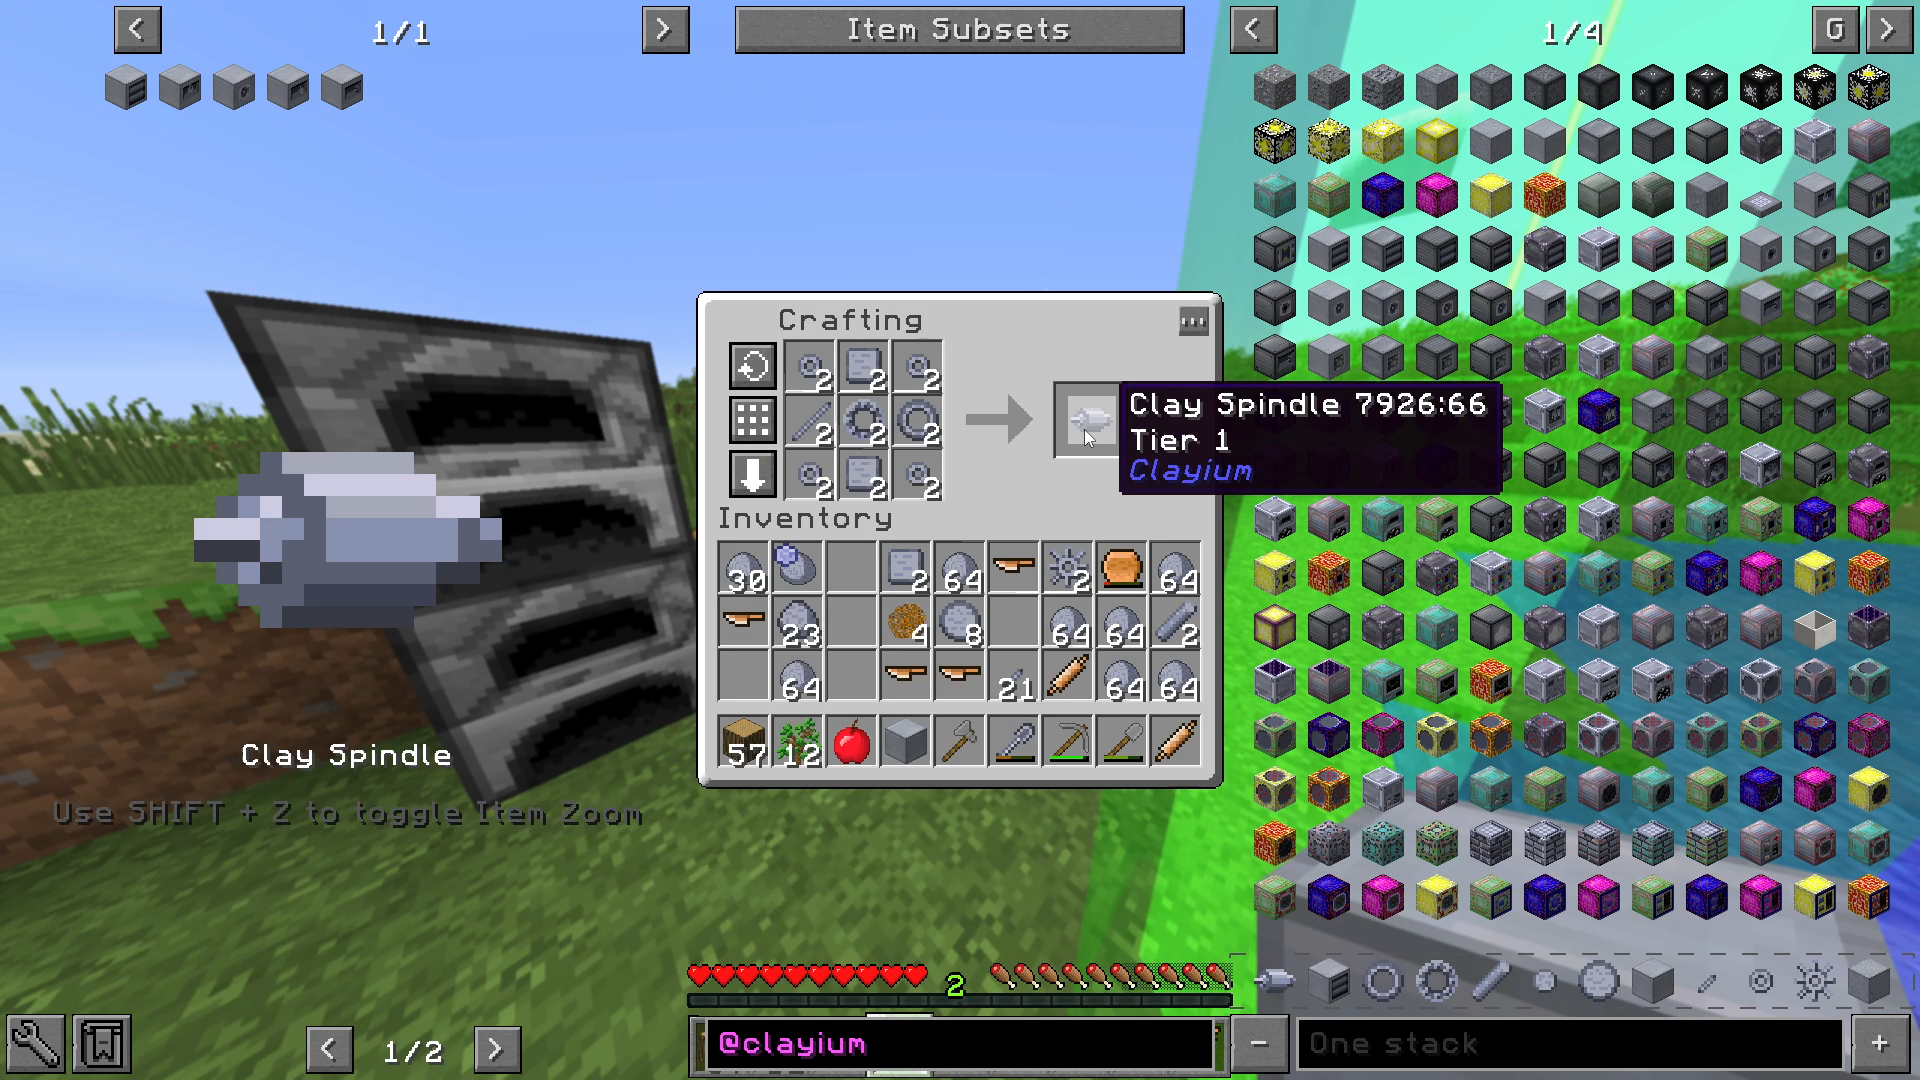 <
1/1
>
Item Subsets
<
1/4
G
>
Crafting
...
2 2 2
2 2 2
2 2 2
Clay Spindle 7926:66
Tier 1
Clayium
Inventory
30 2 64 2 64
23 4 8 64 64 2
64 21 64 64
57 12
Clay Spindle
Use SHIFT + Z to toggle Item Zoom
2
<
1/2
>
@clayium
-
One stack
+